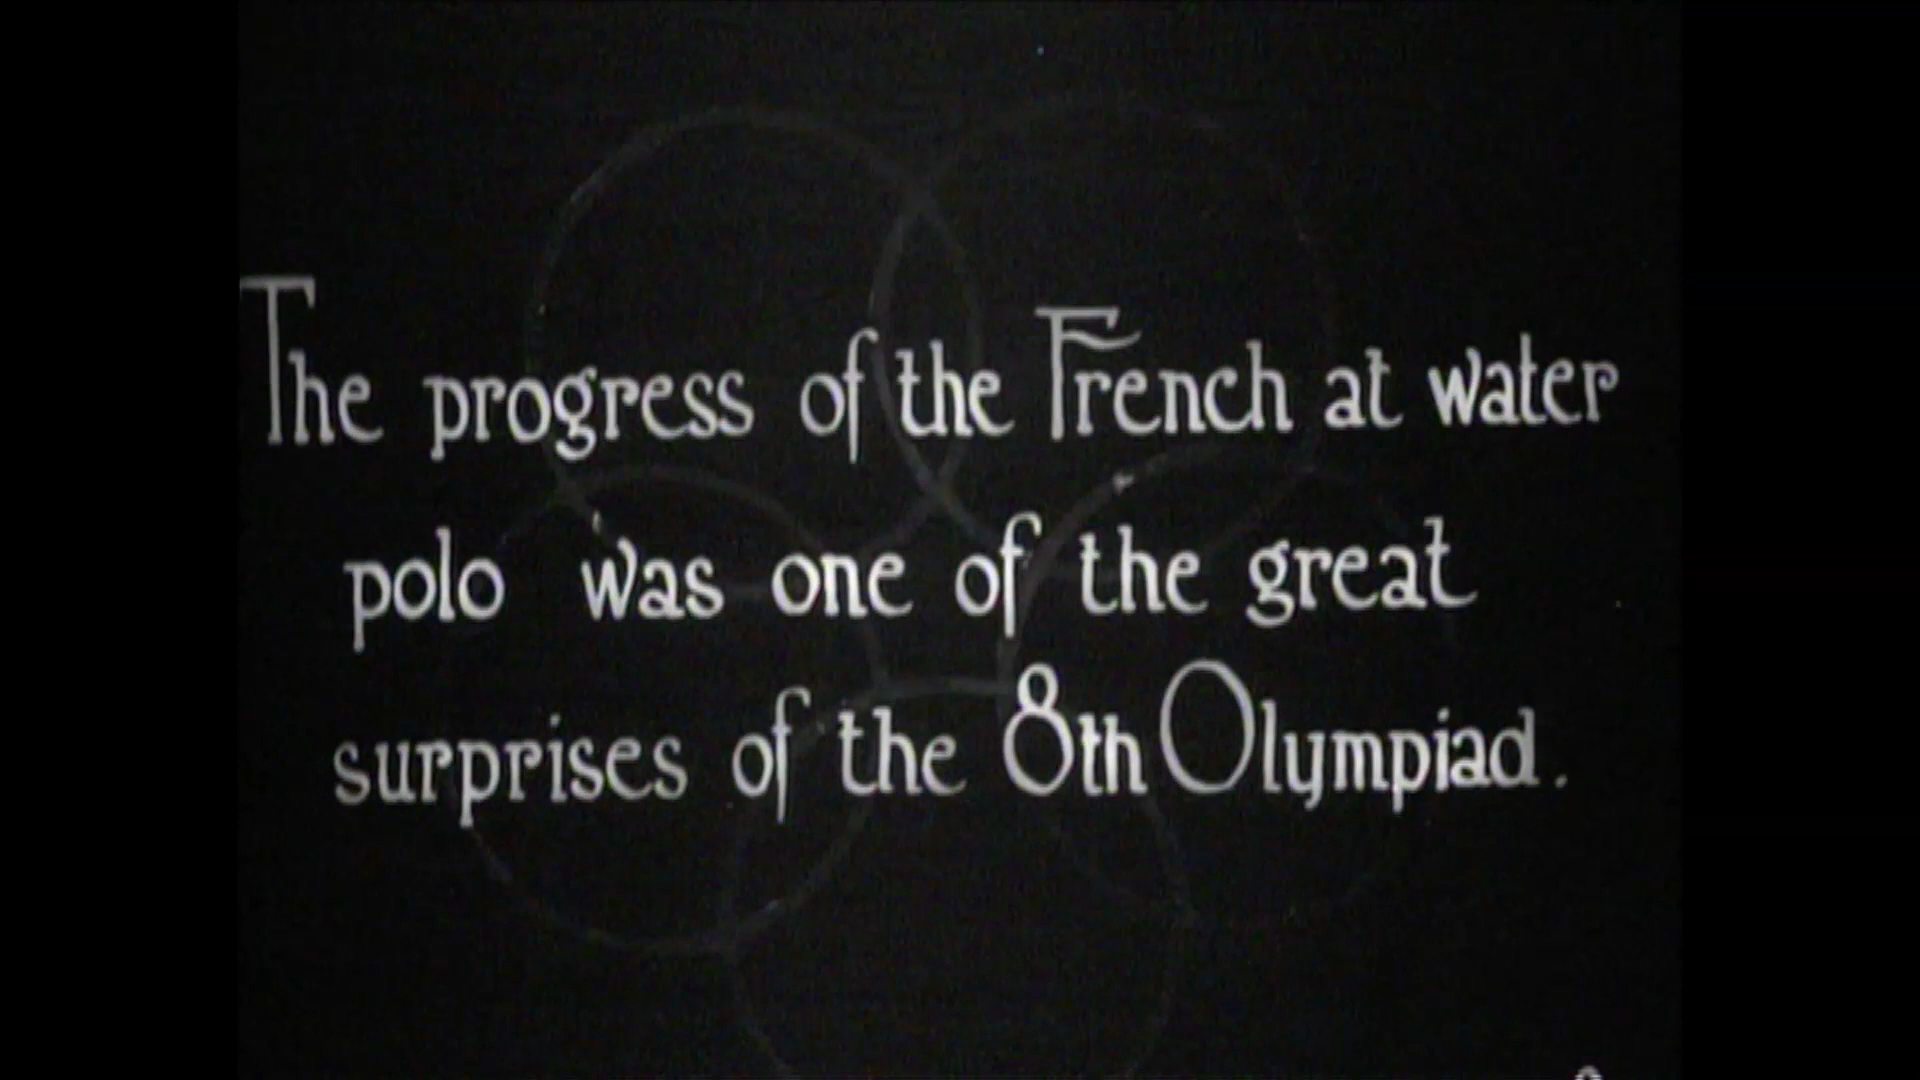 The progress of the French at water
polo was one of the great
surprises of the 8th Olympiad.